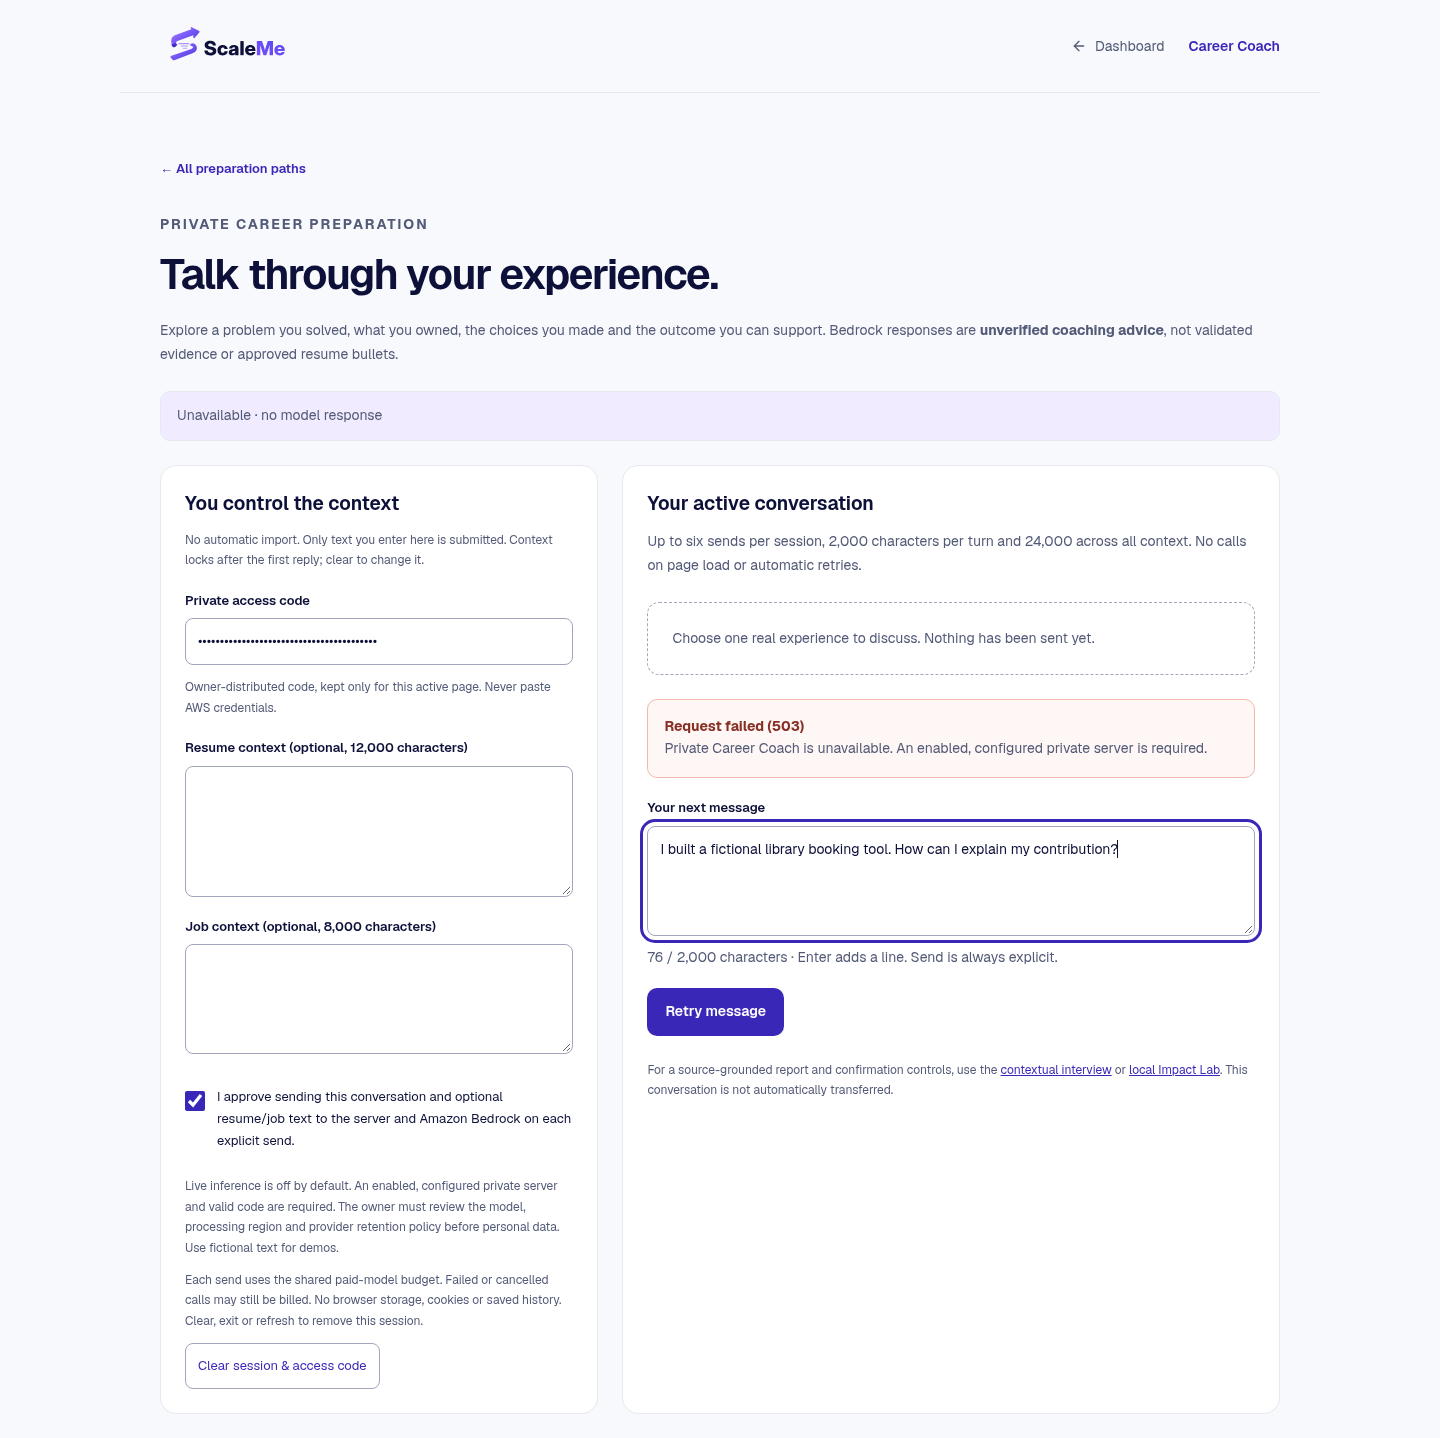 ScaleMe
← Dashboard
Career Coach
← All preparation paths
PRIVATE CAREER PREPARATION
Talk through your experience.
Explore a problem you solved, what you owned, the choices you made and the outcome you can support. Bedrock responses are unverified coaching advice, not validated
evidence or approved resume bullets.
Unavailable · no model response
You control the context
No automatic import. Only text you enter here is submitted. Context
locks after the first reply; clear to change it.
Private access code
Owner-distributed code, kept only for this active page. Never paste
AWS credentials.
Resume context (optional, 12,000 characters)
Job context (optional, 8,000 characters)
I approve sending this conversation and optional
resume/job text to the server and Amazon Bedrock on each
explicit send.
Live inference is off by default. An enabled, configured private server
and valid code are required. The owner must review the model,
processing region and provider retention policy before personal data.
Use fictional text for demos.
Each send uses the shared paid-model budget. Failed or cancelled
calls may still be billed. No browser storage, cookies or saved history.
Clear, exit or refresh to remove this session.
Clear session & access code
Your active conversation
Up to six sends per session, 2,000 characters per turn and 24,000 across all context. No calls
on page load or automatic retries.
Choose one real experience to discuss. Nothing has been sent yet.
Request failed (503)
Private Career Coach is unavailable. An enabled, configured private server is required.
Your next message
I built a fictional library booking tool. How can I explain my contribution?
76 / 2,000 characters · Enter adds a line. Send is always explicit.
Retry message
For a source-grounded report and confirmation controls, use the contextual interview or local Impact Lab. This
conversation is not automatically transferred.